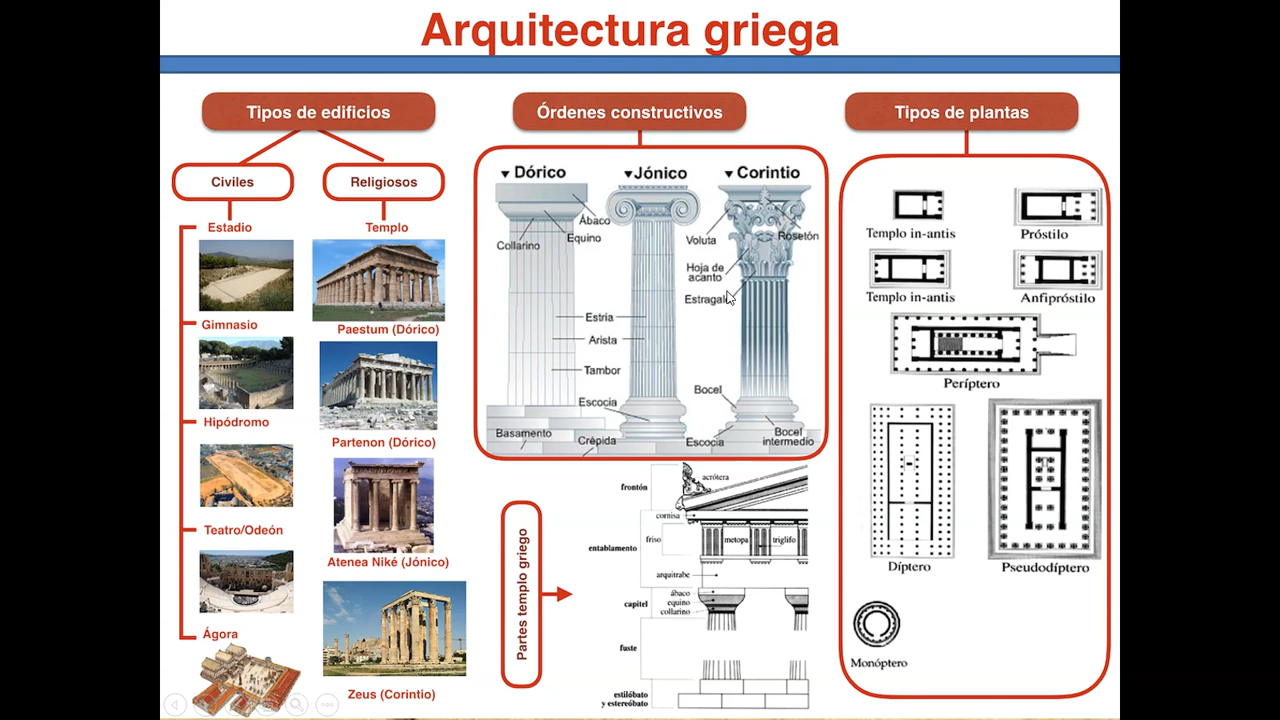 Arquitectura griega
Tipos de edificios
Civiles
Religiosos
Estadio
Gimnasio
Hipódromo
Teatro/Odeón
Ágora
Templo
Paestum (Dórico)
Partenon (Dórico)
Atenea Niké (Jónico)
Zeus (Corintio)
Órdenes constructivos
Dórico
Jónico
Corintio
Ábaco
Equino
Collarino
Voluta
Rosetón
Hoja de
acanto
Estría
Arista
Tambor
Escocia
Bocel
Basamento
Crépida
Escocia
Bocel
intermedio
Partes templo griego
frontón
acrótera
cornisa
friso
metopa
triglifo
entablamento
arquitrabe
capitel
ábaco
equino
collarino
fuste
estilóbato
y estereóbato
Tipos de plantas
Templo in-antis
Próstilo
Templo in-antis
Anfipróstilo
Períptero
Díptero
Pseudodíptero
Monóptero